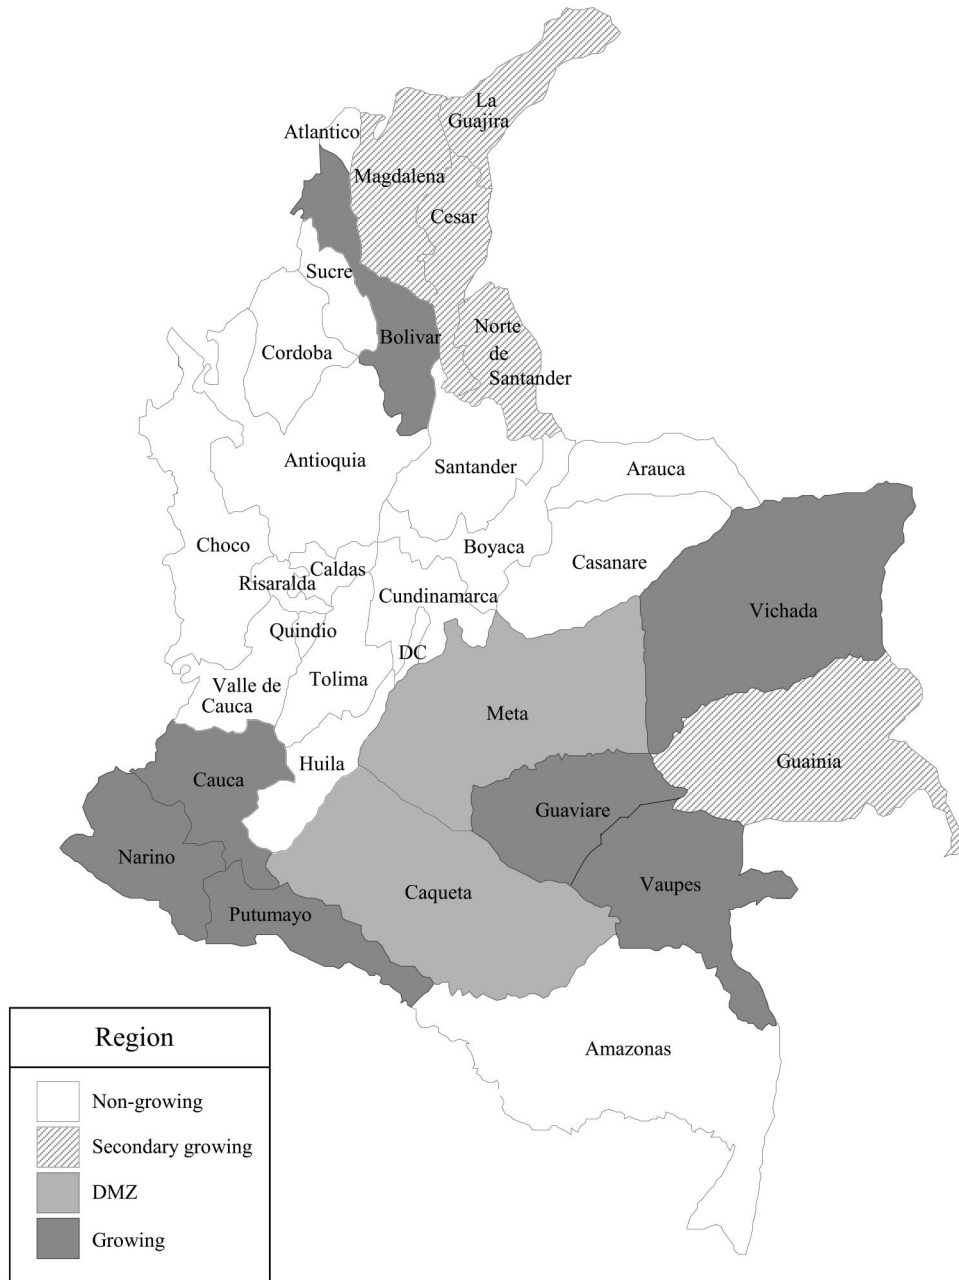 La
Guajira
Atlantico
Magdalena
Cesar
Sucre
Norte
de
Santander
Bolivar
Cordoba
Antioquia
Santander
Arauca
Choco
Boyaca
Casanare
Caldas
Risaralda
Cundinamarca
Vichada
Quindio
DC
Tolima
Valle de
Cauca
Meta
Huila
Guainia
Cauca
Guaviare
Narino
Vaupes
Caqueta
Putumayo
Amazonas
Region
Non-growing
Secondary growing
DMZ
Growing